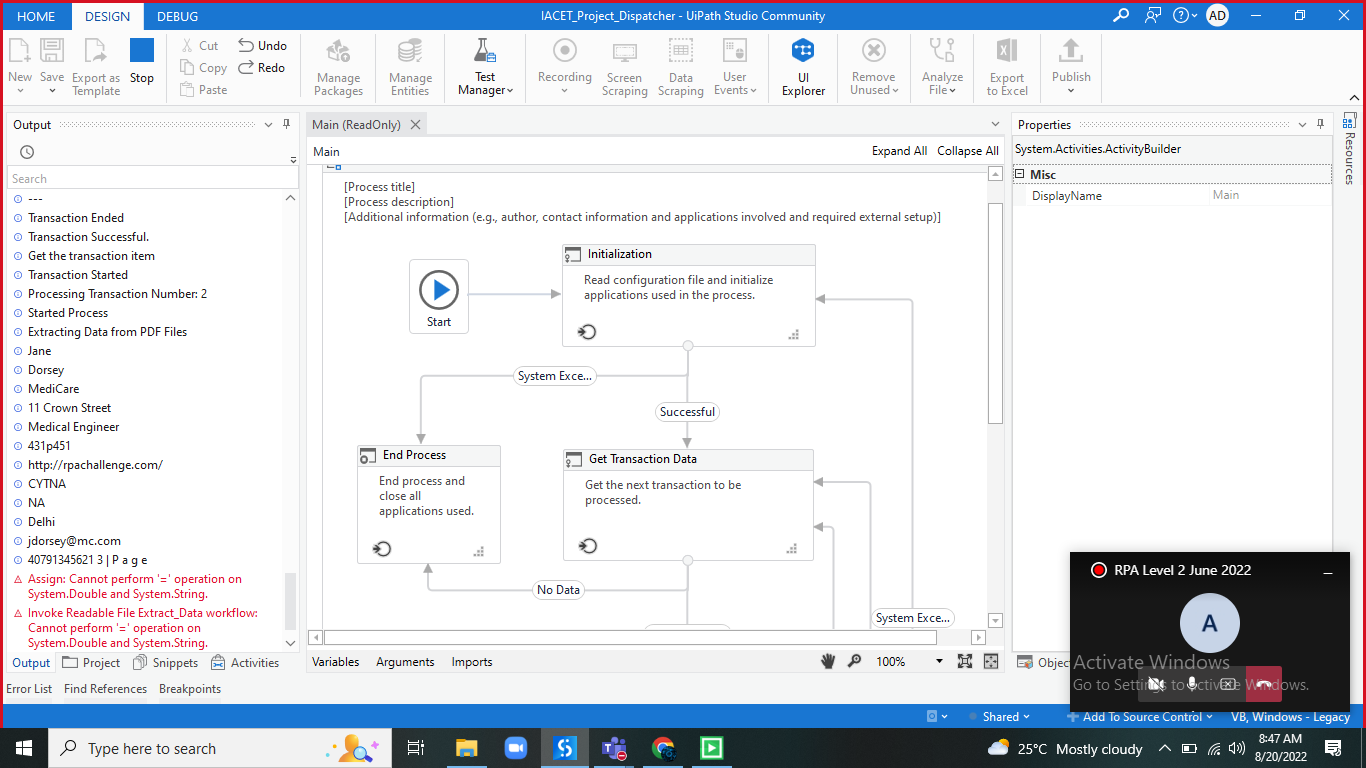 HOME DESIGN DEBUG IACET_Project_Dispatcher - UiPath Studio Community AD
New Save Export as Template Stop
Cut Copy Paste
Undo Redo
Manage Packages
Manage Entities
Test Manager
Recording
Screen Scraping
Data Scraping
User Events
UI Explorer
Remove Unused
Analyze File
Export to Excel
Publish
Output
Search
---
Transaction Ended
Transaction Successful.
Get the transaction item
Transaction Started
Processing Transaction Number: 2
Started Process
Extracting Data from PDF Files
Jane
Dorsey
MediCare
11 Crown Street
Medical Engineer
431p451
http://rpachallenge.com/
CYTNA
NA
Delhi
jdorsey@mc.com
40791345621 3 | P a g e
Assign: Cannot perform '=' operation on
System.Double and System.String.
Invoke Readable File Extract_Data workflow:
Cannot perform '=' operation on
System.Double and System.String.
Output Project Snippets Activities
Error List Find References Breakpoints
Main (ReadOnly)
Main Expand All Collapse All
[Process title]
[Process description]
[Additional information (e.g., author, contact information and applications involved and required external setup)]
Start
Initialization
Read configuration file and initialize
applications used in the process.
System Exce...
Successful
End Process
End process and
close all
applications used.
Get Transaction Data
Get the next transaction to be
processed.
No Data
System Exce...
Variables Arguments Imports 100%
Properties
System.Activities.ActivityBuilder
Misc
DisplayName Main
Resources
Objec
RPA Level 2 June 2022
A
Activate Windows
Go to Settings to activate Windows.
Shared Add To Source Control VB, Windows - Legacy
Type here to search
25°C Mostly cloudy
8:47 AM
8/20/2022